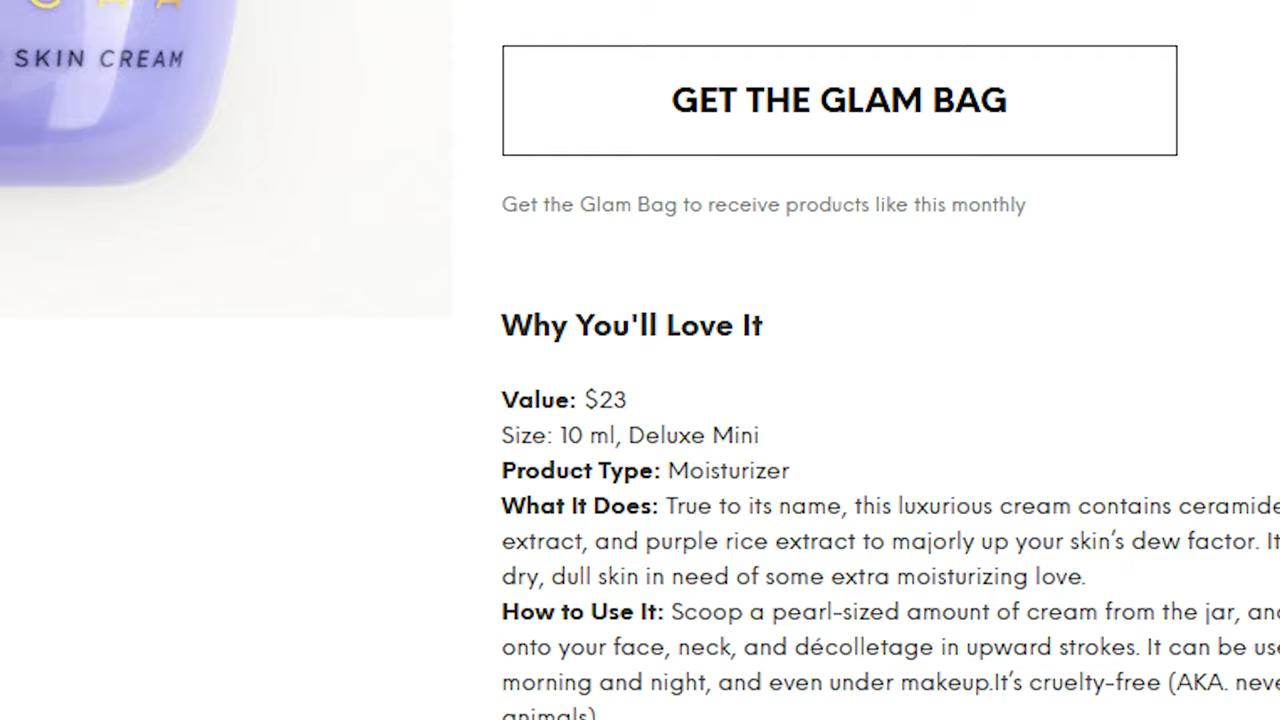 SKIN CREAM
GET THE GLAM BAG
Get the Glam Bag to receive products like this monthly
Why You'll Love It
Value: $23
Size: 10 ml, Deluxe Mini
Product Type: Moisturizer
What It Does: True to its name, this luxurious cream contains ceramide
extract, and purple rice extract to majorly up your skin’s dew factor. It
dry, dull skin in need of some extra moisturizing love.
How to Use It: Scoop a pearl-sized amount of cream from the jar, and
onto your face, neck, and décolletage in upward strokes. It can be use
morning and night, and even under makeup.It’s cruelty-free (AKA. neve
animals).